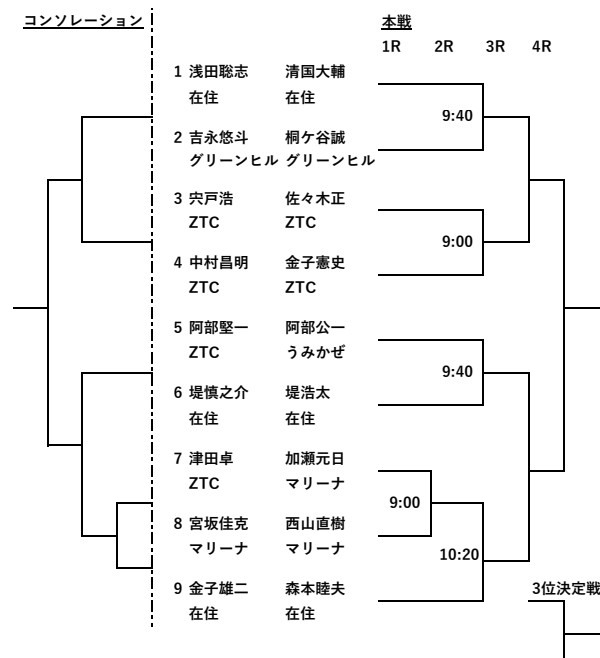 コンソレーション
本戦
1R 2R 3R 4R
1 浅田聡志 清国大輔
在住 在住
9:40
2 吉永悠斗 桐ケ谷誠
グリーンヒル グリーンヒル
3 宍戸浩 佐々木正
ZTC ZTC
9:00
4 中村昌明 金子憲史
ZTC ZTC
5 阿部堅一 阿部公一
ZTC うみかぜ
9:40
6 堤慎之介 堤浩太
在住 在住
7 津田卓 加瀬元日
ZTC マリーナ
9:00
8 宮坂佳克 西山直樹
マリーナ マリーナ
10:20
9 金子雄二 森本睦夫
3位決定戦
在住 在住